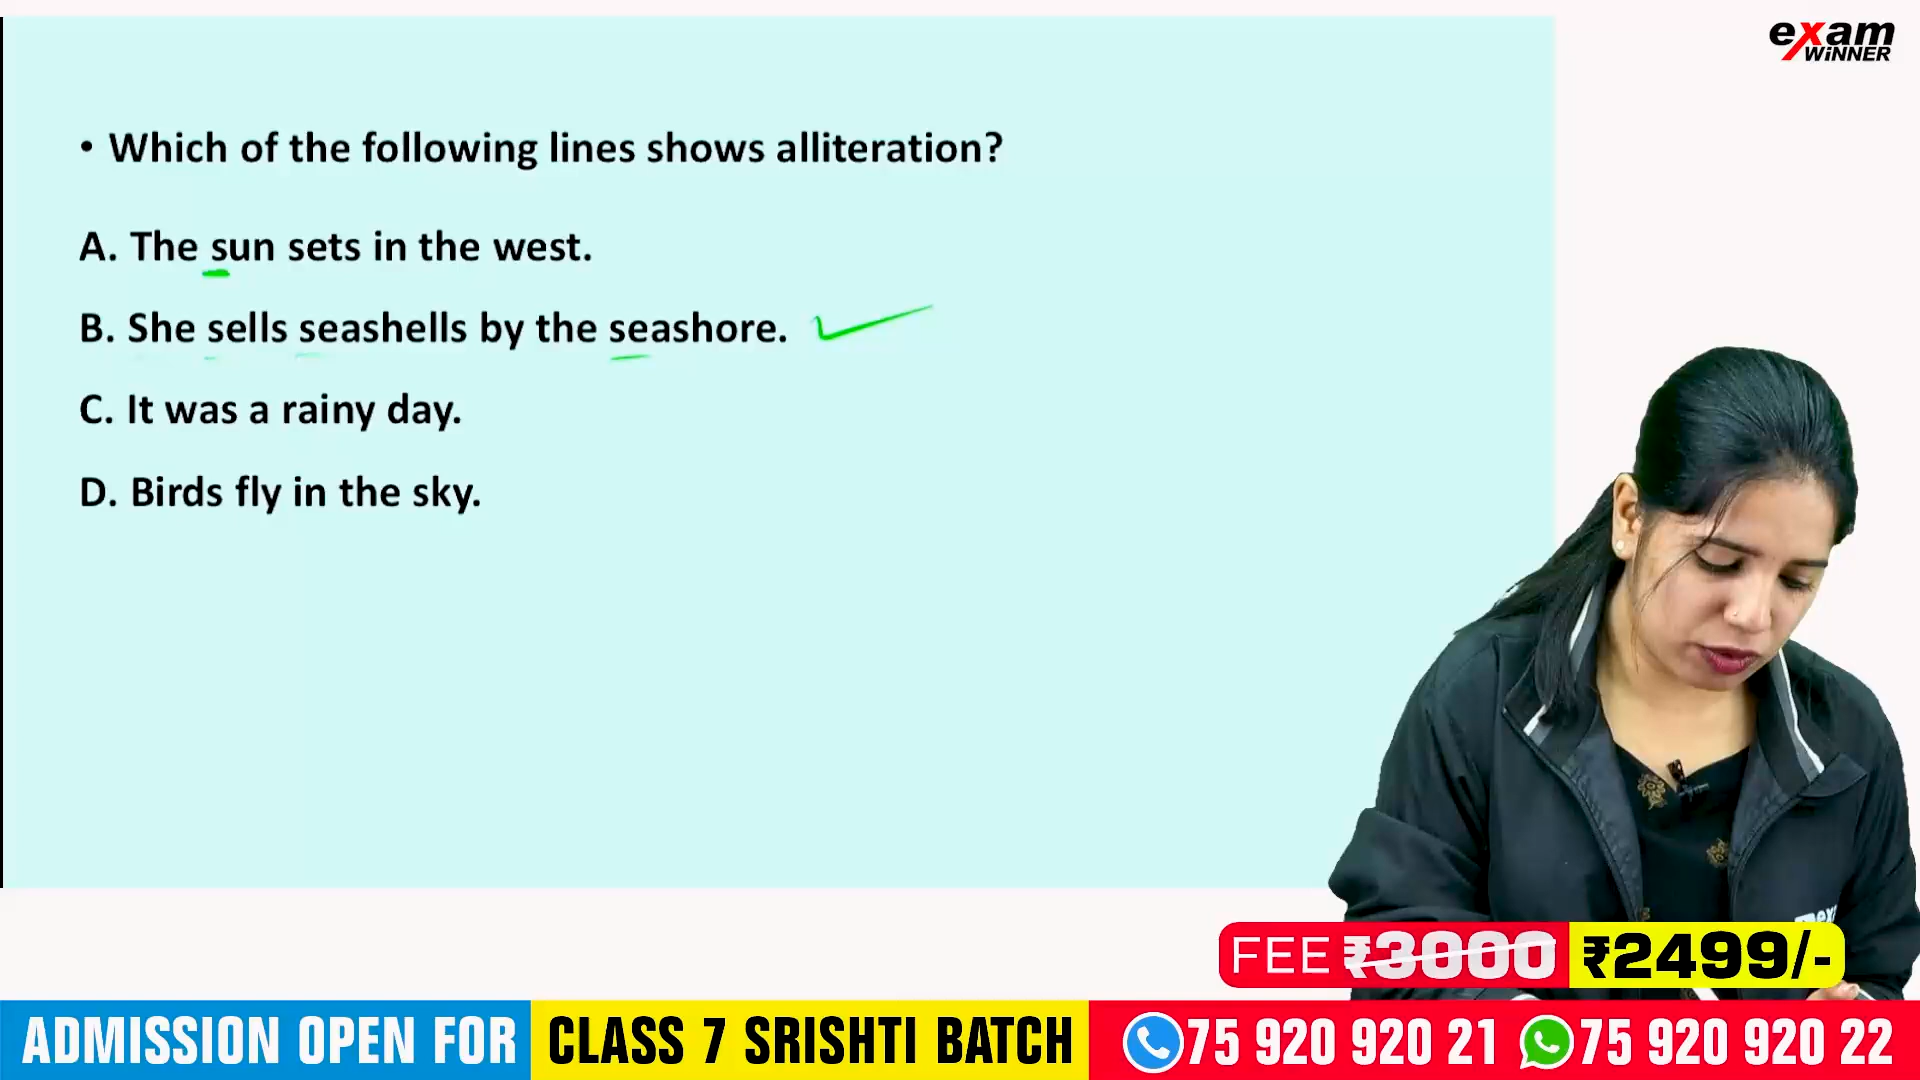 exam
WiNNER
• Which of the following lines shows alliteration?
A. The sun sets in the west.
B. She sells seashells by the seashore.
C. It was a rainy day.
D. Birds fly in the sky.
FEE ₹3000 ₹2499/-
ADMISSION OPEN FOR CLASS 7 SRISHTI BATCH 75 920 920 21 75 920 920 22